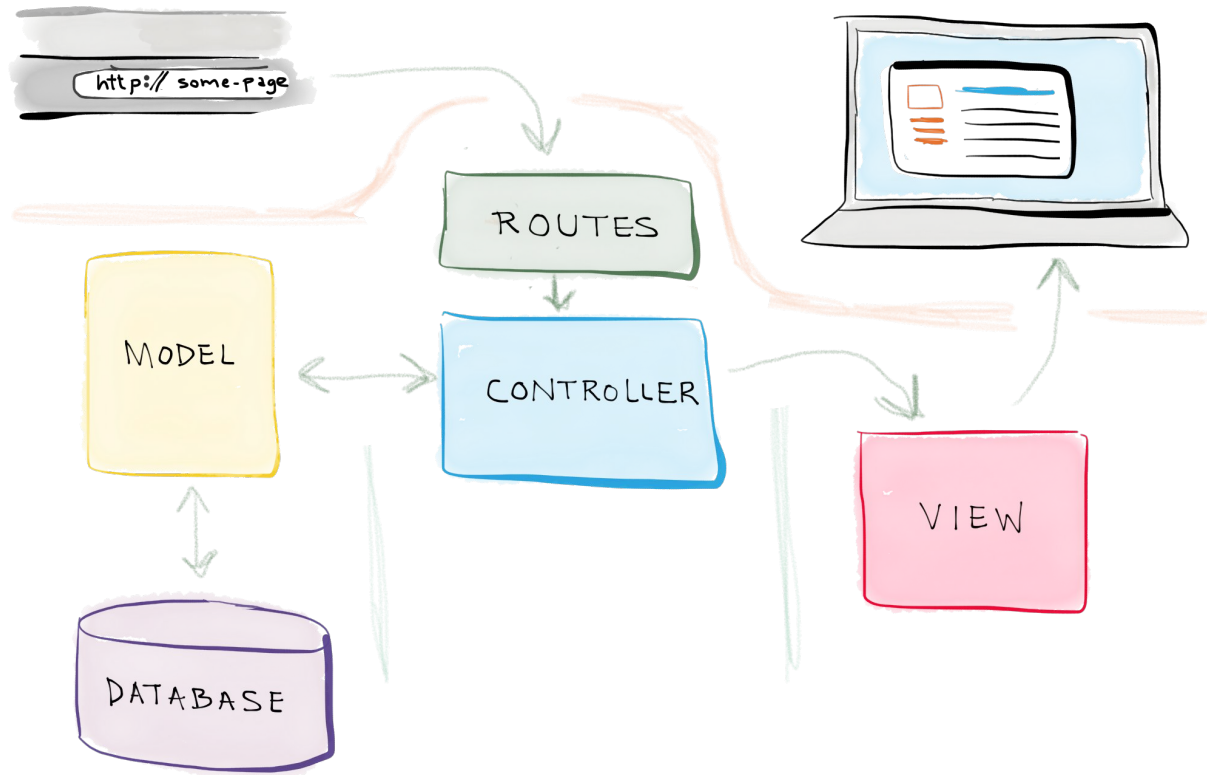 http:// some-page
ROUTES
MODEL
CONTROLLER
VIEW
DATABASE